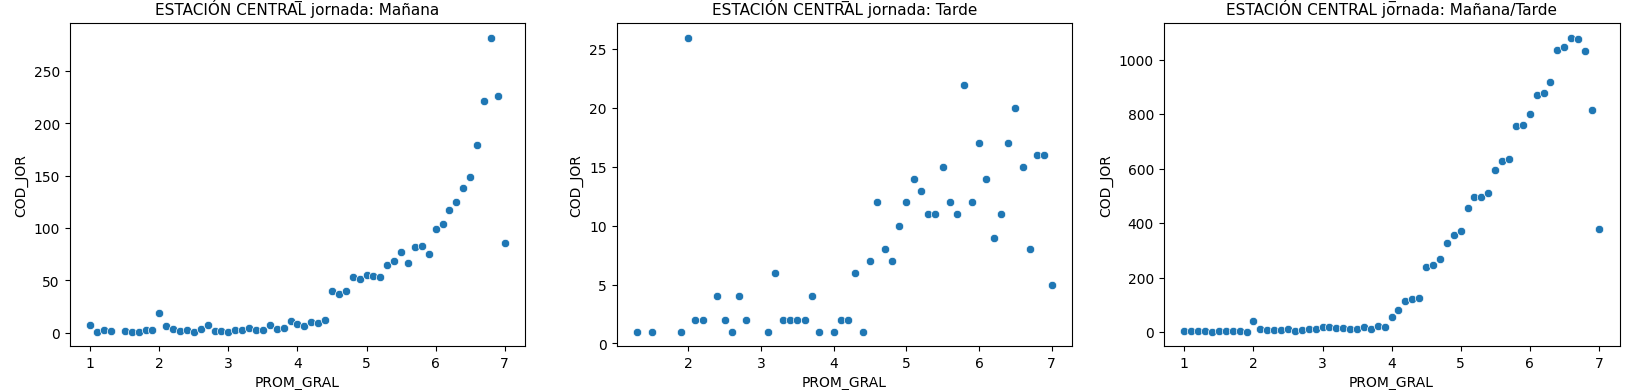 ESTACIÓN CENTRAL jornada: Mañana
250
200
150
100
50
0
COD_JOR
1 2 3 4 5 6 7
PROM_GRAL
ESTACIÓN CENTRAL jornada: Tarde
25
20
15
10
5
0
COD_JOR
2 3 4 5 6 7
PROM_GRAL
ESTACIÓN CENTRAL jornada: Mañana/Tarde
1000
800
600
400
200
0
COD_JOR
1 2 3 4 5 6 7
PROM_GRAL